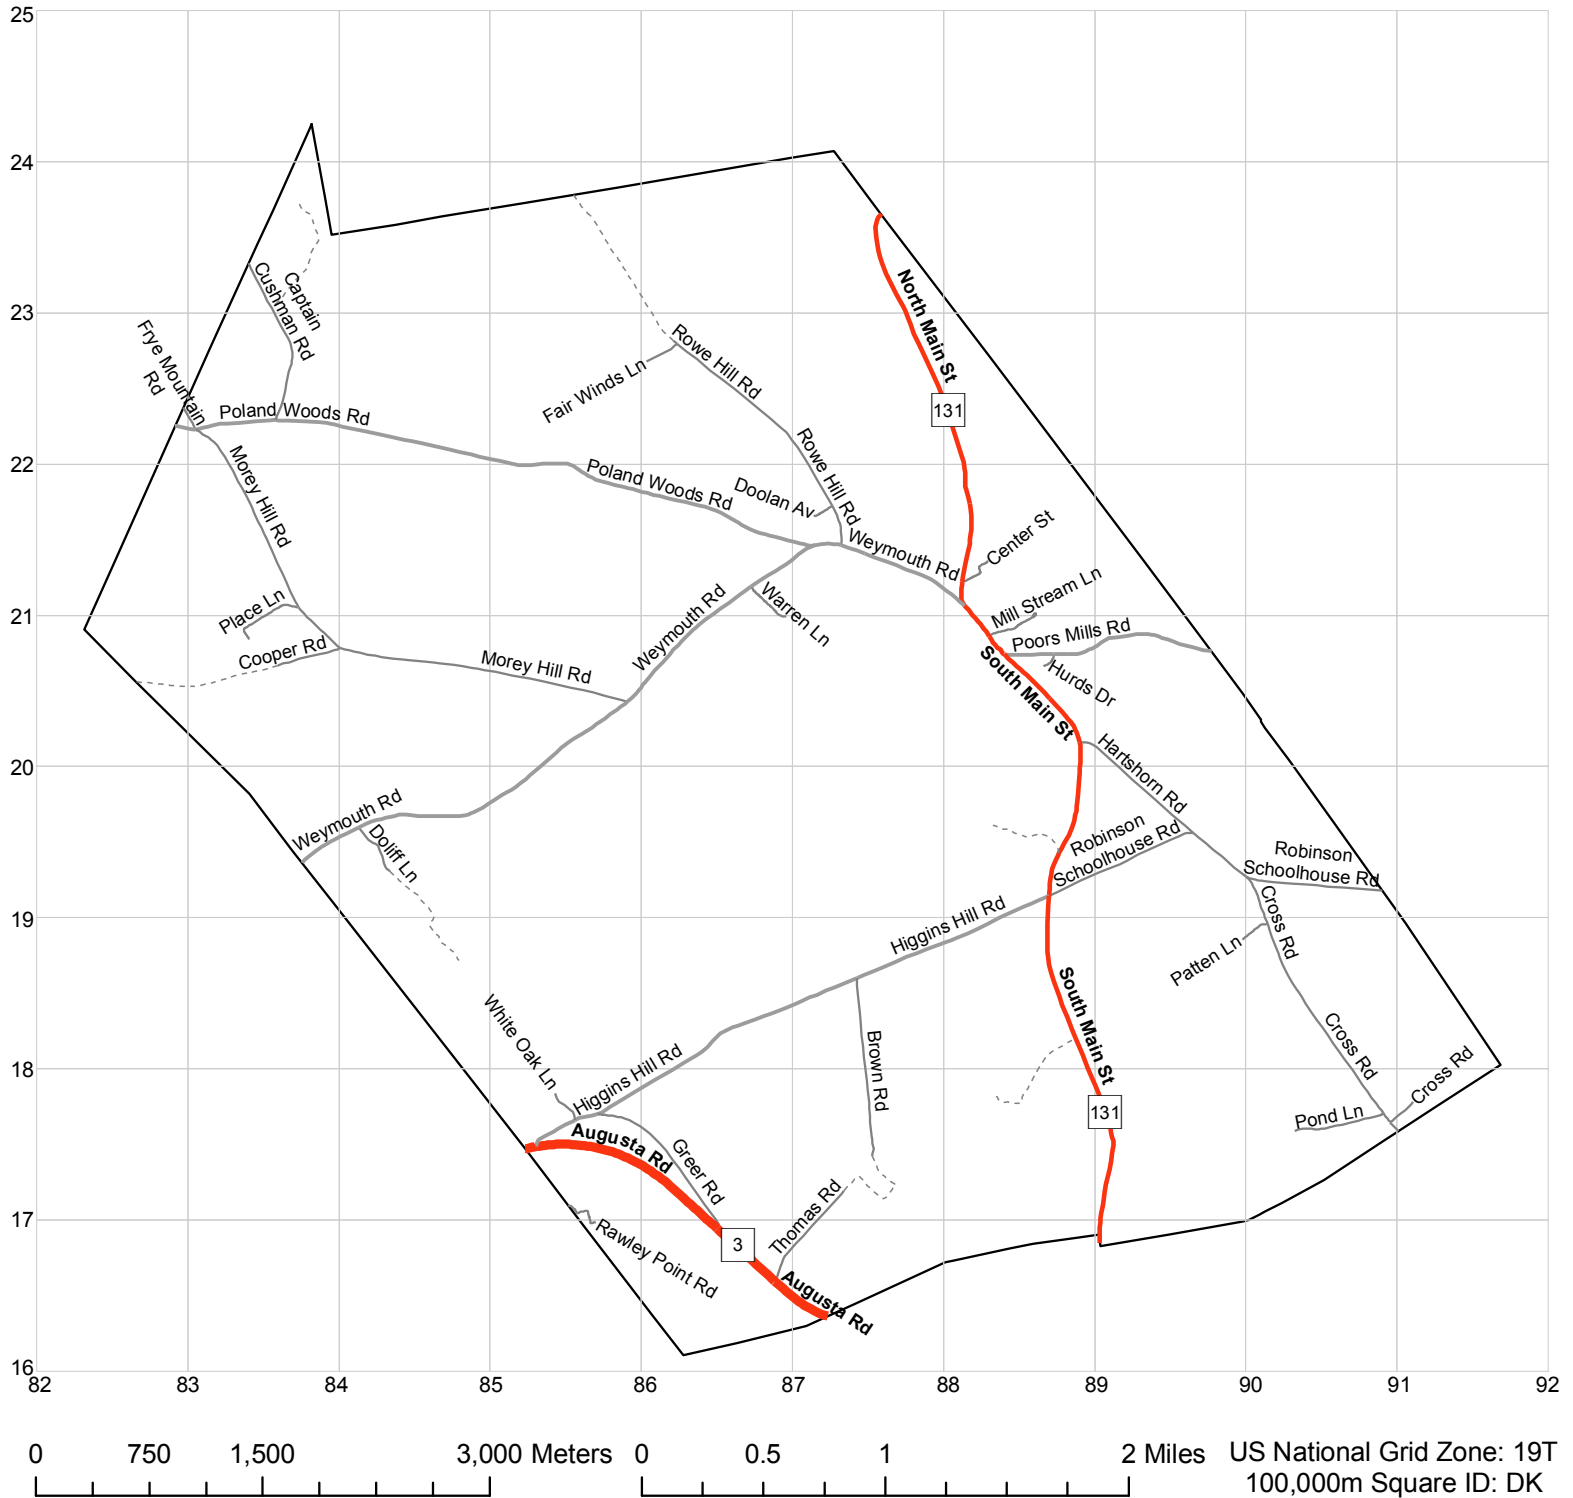 25
24
23
22
21
20
19
18
17
16
82
83
84
85
86
87
88
89
90
91
92
Captain
Cushman Rd
Frye Mountain
Rd
Poland Woods Rd
Morey Hill Rd
Fair Winds Ln
Rowe Hill Rd
North Main St
131
Rowe Hill Rd
Poland Woods Rd
Doolan Av
Weymouth Rd
Center St
Mill Stream Ln
Poors Mills Rd
Place Ln
Cooper Rd
Morey Hill Rd
Weymouth Rd
Warren Ln
South Main St
Hurds Dr
Hartshorn Rd
Weymouth Rd
Doliff Ln
Robinson
Schoolhouse Rd
Robinson
Schoolhouse Rd
Higgins Hill Rd
Cross Rd
Patten Ln
South Main St
White Oak Ln
Higgins Hill Rd
Brown Rd
Cross Rd
Cross Rd
Pond Ln
131
Augusta Rd
Greer Rd
Thomas Rd
Rawley Point Rd
3
Augusta Rd
0 750 1,500 3,000 Meters
0 0.5 1 2 Miles
US National Grid Zone: 19T
100,000m Square ID: DK